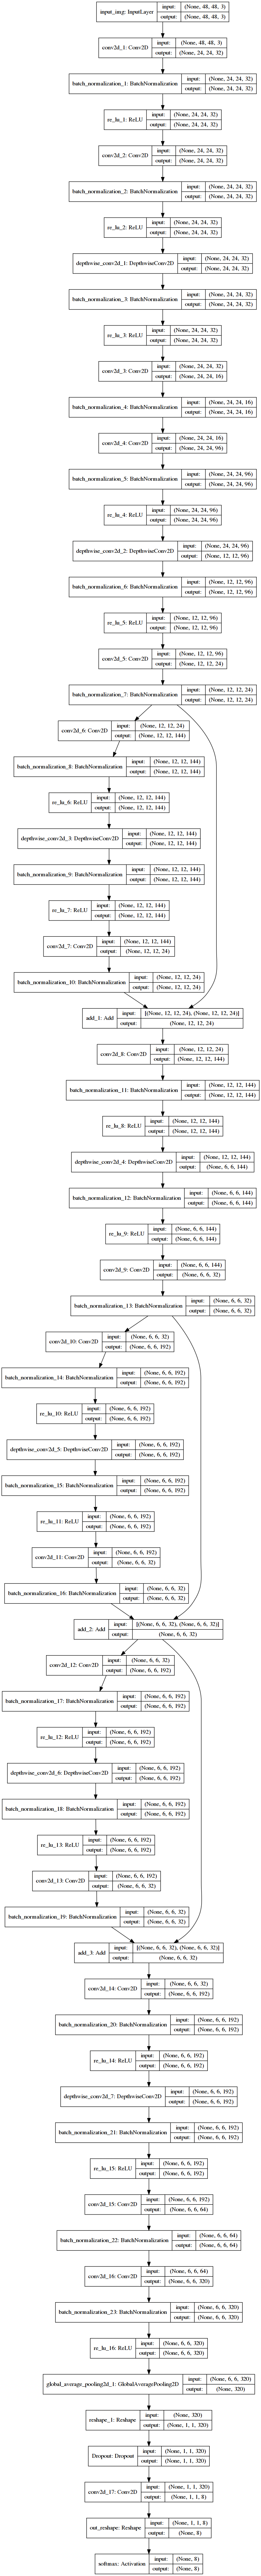 input_img: InputLayer input: (None, 48, 48, 3)
output: (None, 48, 48, 3)
conv2d_1: Conv2D input: (None, 48, 48, 3)
output: (None, 24, 24, 32)
batch_normalization_1: BatchNormalization input: (None, 24, 24, 32)
output: (None, 24, 24, 32)
re_lu_1: ReLU input: (None, 24, 24, 32)
output: (None, 24, 24, 32)
conv2d_2: Conv2D input: (None, 24, 24, 32)
output: (None, 24, 24, 32)
batch_normalization_2: BatchNormalization input: (None, 24, 24, 32)
output: (None, 24, 24, 32)
re_lu_2: ReLU input: (None, 24, 24, 32)
output: (None, 24, 24, 32)
depthwise_conv2d_1: DepthwiseConv2D input: (None, 24, 24, 32)
output: (None, 24, 24, 32)
batch_normalization_3: BatchNormalization input: (None, 24, 24, 32)
output: (None, 24, 24, 32)
re_lu_3: ReLU input: (None, 24, 24, 32)
output: (None, 24, 24, 32)
conv2d_3: Conv2D input: (None, 24, 24, 32)
output: (None, 24, 24, 16)
batch_normalization_4: BatchNormalization input: (None, 24, 24, 16)
output: (None, 24, 24, 16)
conv2d_4: Conv2D input: (None, 24, 24, 16)
output: (None, 24, 24, 96)
batch_normalization_5: BatchNormalization input: (None, 24, 24, 96)
output: (None, 24, 24, 96)
re_lu_4: ReLU input: (None, 24, 24, 96)
output: (None, 24, 24, 96)
depthwise_conv2d_2: DepthwiseConv2D input: (None, 24, 24, 96)
output: (None, 12, 12, 96)
batch_normalization_6: BatchNormalization input: (None, 12, 12, 96)
output: (None, 12, 12, 96)
re_lu_5: ReLU input: (None, 12, 12, 96)
output: (None, 12, 12, 96)
conv2d_5: Conv2D input: (None, 12, 12, 96)
output: (None, 12, 12, 24)
batch_normalization_7: BatchNormalization input: (None, 12, 12, 24)
output: (None, 12, 12, 24)
conv2d_6: Conv2D input: (None, 12, 12, 24)
output: (None, 12, 12, 144)
batch_normalization_8: BatchNormalization input: (None, 12, 12, 144)
output: (None, 12, 12, 144)
re_lu_6: ReLU input: (None, 12, 12, 144)
output: (None, 12, 12, 144)
depthwise_conv2d_3: DepthwiseConv2D input: (None, 12, 12, 144)
output: (None, 12, 12, 144)
batch_normalization_9: BatchNormalization input: (None, 12, 12, 144)
output: (None, 12, 12, 144)
re_lu_7: ReLU input: (None, 12, 12, 144)
output: (None, 12, 12, 144)
conv2d_7: Conv2D input: (None, 12, 12, 144)
output: (None, 12, 12, 24)
batch_normalization_10: BatchNormalization input: (None, 12, 12, 24)
output: (None, 12, 12, 24)
add_1: Add input: [(None, 12, 12, 24), (None, 12, 12, 24)]
output: (None, 12, 12, 24)
conv2d_8: Conv2D input: (None, 12, 12, 24)
output: (None, 12, 12, 144)
batch_normalization_11: BatchNormalization input: (None, 12, 12, 144)
output: (None, 12, 12, 144)
re_lu_8: ReLU input: (None, 12, 12, 144)
output: (None, 12, 12, 144)
depthwise_conv2d_4: DepthwiseConv2D input: (None, 12, 12, 144)
output: (None, 6, 6, 144)
batch_normalization_12: BatchNormalization input: (None, 6, 6, 144)
output: (None, 6, 6, 144)
re_lu_9: ReLU input: (None, 6, 6, 144)
output: (None, 6, 6, 144)
conv2d_9: Conv2D input: (None, 6, 6, 144)
output: (None, 6, 6, 32)
batch_normalization_13: BatchNormalization input: (None, 6, 6, 32)
output: (None, 6, 6, 32)
conv2d_10: Conv2D input: (None, 6, 6, 32)
output: (None, 6, 6, 192)
batch_normalization_14: BatchNormalization input: (None, 6, 6, 192)
output: (None, 6, 6, 192)
re_lu_10: ReLU input: (None, 6, 6, 192)
output: (None, 6, 6, 192)
depthwise_conv2d_5: DepthwiseConv2D input: (None, 6, 6, 192)
output: (None, 6, 6, 192)
batch_normalization_15: BatchNormalization input: (None, 6, 6, 192)
output: (None, 6, 6, 192)
re_lu_11: ReLU input: (None, 6, 6, 192)
output: (None, 6, 6, 192)
conv2d_11: Conv2D input: (None, 6, 6, 192)
output: (None, 6, 6, 32)
batch_normalization_16: BatchNormalization input: (None, 6, 6, 32)
output: (None, 6, 6, 32)
add_2: Add input: [(None, 6, 6, 32), (None, 6, 6, 32)]
output: (None, 6, 6, 32)
conv2d_12: Conv2D input: (None, 6, 6, 32)
output: (None, 6, 6, 192)
batch_normalization_17: BatchNormalization input: (None, 6, 6, 192)
output: (None, 6, 6, 192)
re_lu_12: ReLU input: (None, 6, 6, 192)
output: (None, 6, 6, 192)
depthwise_conv2d_6: DepthwiseConv2D input: (None, 6, 6, 192)
output: (None, 6, 6, 192)
batch_normalization_18: BatchNormalization input: (None, 6, 6, 192)
output: (None, 6, 6, 192)
re_lu_13: ReLU input: (None, 6, 6, 192)
output: (None, 6, 6, 192)
conv2d_13: Conv2D input: (None, 6, 6, 192)
output: (None, 6, 6, 32)
batch_normalization_19: BatchNormalization input: (None, 6, 6, 32)
output: (None, 6, 6, 32)
add_3: Add input: [(None, 6, 6, 32), (None, 6, 6, 32)]
output: (None, 6, 6, 32)
conv2d_14: Conv2D input: (None, 6, 6, 32)
output: (None, 6, 6, 192)
batch_normalization_20: BatchNormalization input: (None, 6, 6, 192)
output: (None, 6, 6, 192)
re_lu_14: ReLU input: (None, 6, 6, 192)
output: (None, 6, 6, 192)
depthwise_conv2d_7: DepthwiseConv2D input: (None, 6, 6, 192)
output: (None, 6, 6, 192)
batch_normalization_21: BatchNormalization input: (None, 6, 6, 192)
output: (None, 6, 6, 192)
re_lu_15: ReLU input: (None, 6, 6, 192)
output: (None, 6, 6, 192)
conv2d_15: Conv2D input: (None, 6, 6, 192)
output: (None, 6, 6, 64)
batch_normalization_22: BatchNormalization input: (None, 6, 6, 64)
output: (None, 6, 6, 64)
conv2d_16: Conv2D input: (None, 6, 6, 64)
output: (None, 6, 6, 320)
batch_normalization_23: BatchNormalization input: (None, 6, 6, 320)
output: (None, 6, 6, 320)
re_lu_16: ReLU input: (None, 6, 6, 320)
output: (None, 6, 6, 320)
global_average_pooling2d_1: GlobalAveragePooling2D input: (None, 6, 6, 320)
output: (None, 320)
reshape_1: Reshape input: (None, 320)
output: (None, 1, 1, 320)
Dropout: Dropout input: (None, 1, 1, 320)
output: (None, 1, 1, 320)
conv2d_17: Conv2D input: (None, 1, 1, 320)
output: (None, 1, 1, 8)
out_reshape: Reshape input: (None, 1, 1, 8)
output: (None, 8)
softmax: Activation input: (None, 8)
output: (None, 8)